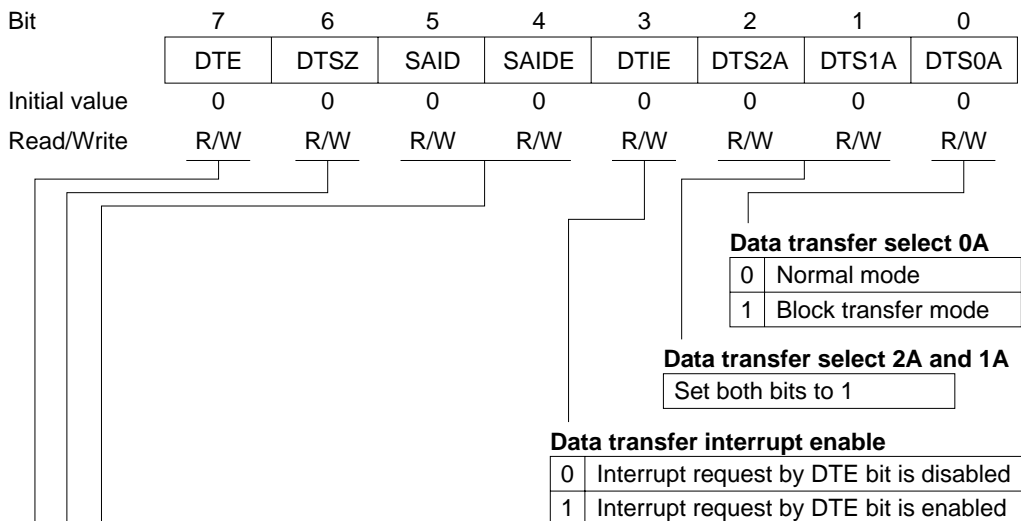 Bit 7 6 5 4 3 2 1 0
DTE DTSZ SAID SAIDE DTIE DTS2A DTS1A DTS0A
Initial value 0 0 0 0 0 0 0 0
Read/Write R/W R/W R/W R/W R/W R/W R/W R/W
Data transfer select 0A
0 Normal mode
1 Block transfer mode
Data transfer select 2A and 1A
Set both bits to 1
Data transfer interrupt enable
0 Interrupt request by DTE bit is disabled
1 Interrupt request by DTE bit is enabled